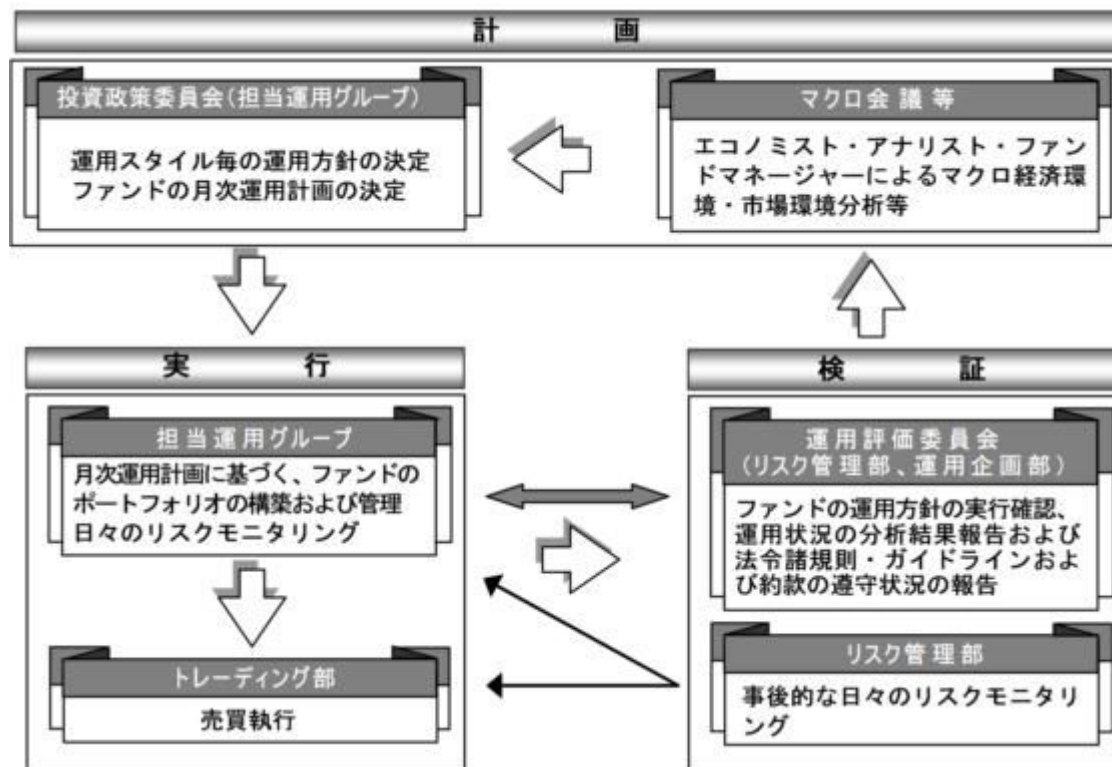 計画
投資政策委員会(担当運用グループ)
運用スタイル毎の運用方針の決定
ファンドの月次運用計画の決定
マクロ会議等
エコノミスト・アナリスト・ファン
ドマネージャーによるマクロ経済環
境・市場環境分析等
実行
担当運用グループ
月次運用計画に基づく、ファンドの
ポートフォリオの構築および管理
日々のリスクモニタリング
トレーディング部
売買執行
検証
運用評価委員会
(リスク管理部、運用企画部)
ファンドの運用方針の実行確認、
運用状況の分析結果報告および
法令諸規則・ガイドラインおよ
び約款の遵守状況の報告
リスク管理部
事後的な日々のリスクモニタリ
ング